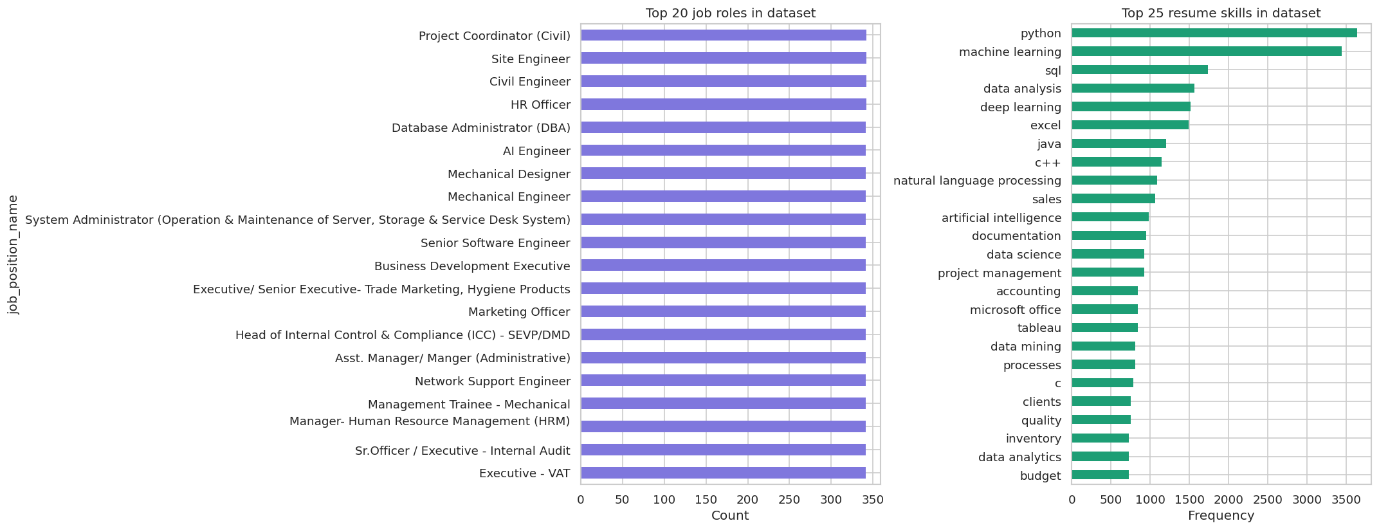 Top 20 job roles in dataset
job_position_name
Project Coordinator (Civil)
Site Engineer
Civil Engineer
HR Officer
Database Administrator (DBA)
AI Engineer
Mechanical Designer
Mechanical Engineer
System Administrator (Operation & Maintenance of Server, Storage & Service Desk System)
Senior Software Engineer
Business Development Executive
Executive/ Senior Executive- Trade Marketing, Hygiene Products
Marketing Officer
Head of Internal Control & Compliance (ICC) - SEVP/DMD
Asst. Manager/ Manger (Administrative)
Network Support Engineer
Management Trainee - Mechanical
Manager- Human Resource Management (HRM)
Sr.Officer / Executive - Internal Audit
Executive - VAT
0 50 100 150 200 250 300 350
Count
Top 25 resume skills in dataset
python
machine learning
sql
data analysis
deep learning
excel
java
c++
natural language processing
sales
artificial intelligence
documentation
data science
project management
accounting
microsoft office
tableau
data mining
processes
c
clients
quality
inventory
data analytics
budget
0 500 1000 1500 2000 2500 3000 3500
Frequency